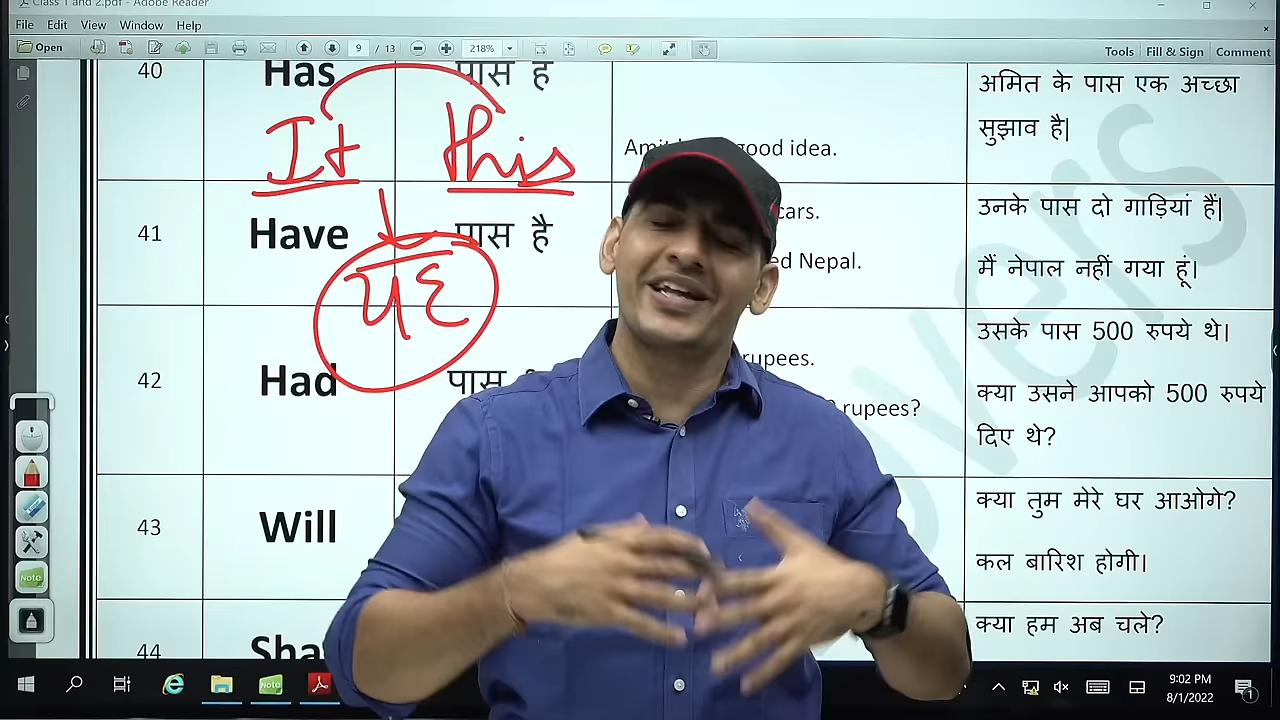 Class 1 and 2.pdf - Adobe Reader
File Edit View Window Help
Open 9 / 13 218% Tools Fill & Sign Comment
40 Has पास है good idea. अमित के पास एक अच्छा सुझाव है|
It this
41 Have पास है cars. उनके पास दो गाड़ियां हैं|
Nepal. मैं नेपाल नहीं गया हूं।
यह
42 Had पास rupees. उसके पास 500 रुपये थे।
rupees? क्या उसने आपको 500 रुपये दिए थे?
43 Will क्या तुम मेरे घर आओगे?
कल बारिश होगी।
44 क्या हम अब चले?
Note
Note
9:02 PM
8/1/2022
1